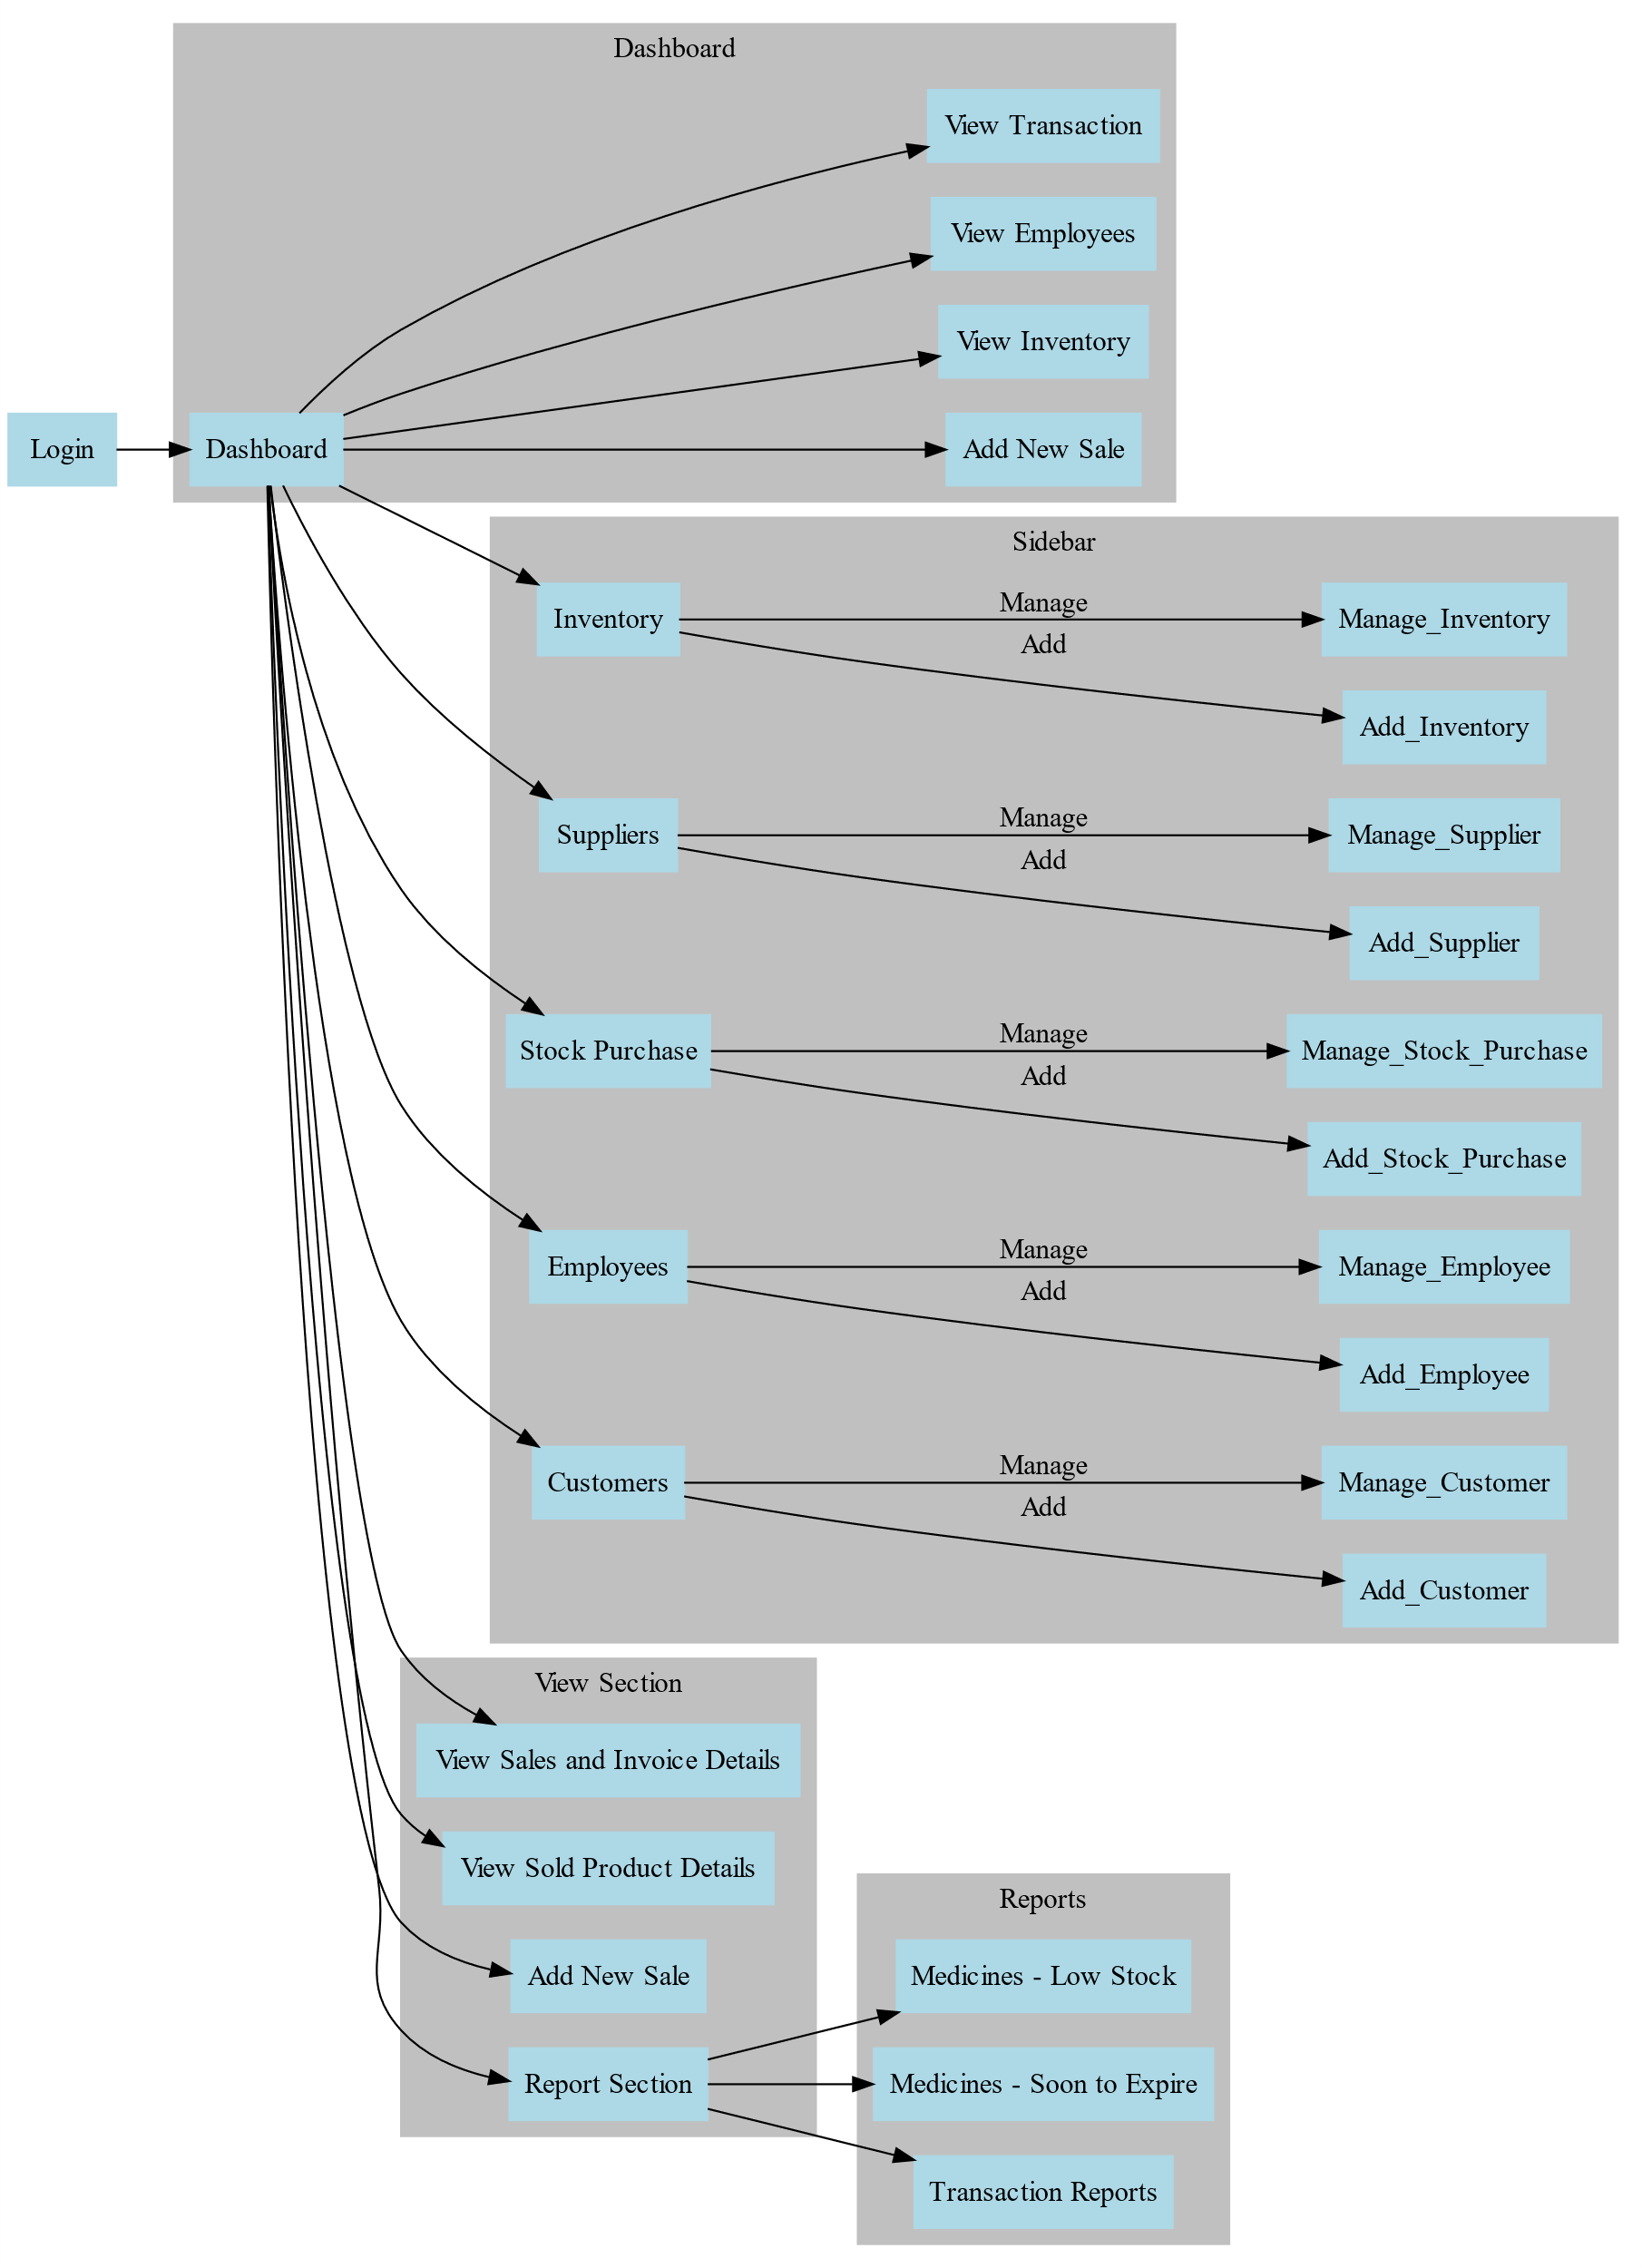 Dashboard
View Transaction
View Employees
View Inventory
Login
Dashboard
Add New Sale
Sidebar
Inventory
Manage
Manage_Inventory
Add
Add_Inventory
Suppliers
Manage
Manage_Supplier
Add
Add_Supplier
Stock Purchase
Manage
Manage_Stock_Purchase
Add
Add_Stock_Purchase
Employees
Manage
Manage_Employee
Add
Add_Employee
Customers
Manage
Manage_Customer
Add
Add_Customer
View Section
View Sales and Invoice Details
View Sold Product Details
Add New Sale
Report Section
Reports
Medicines - Low Stock
Medicines - Soon to Expire
Transaction Reports